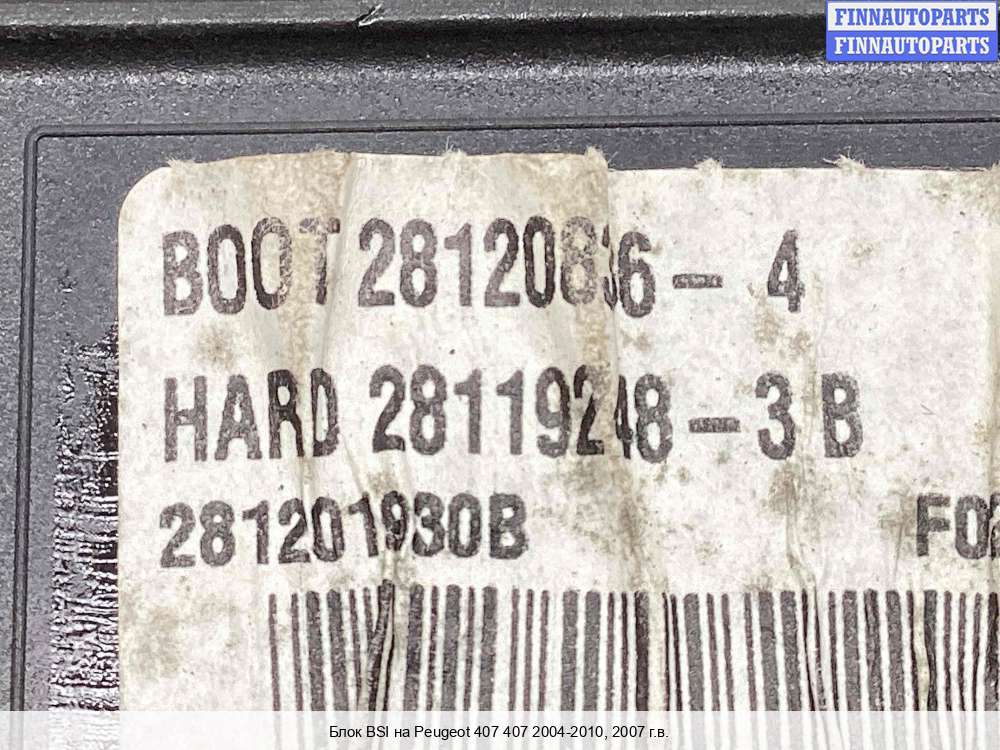 FINNAUTOPARTS
FINNAUTOPARTS
BOOT 28120836- 4
HARD 28119248-3 B
281201930B
Блок BSI на Peugeot 407 407 2004-2010, 2007 г.в.